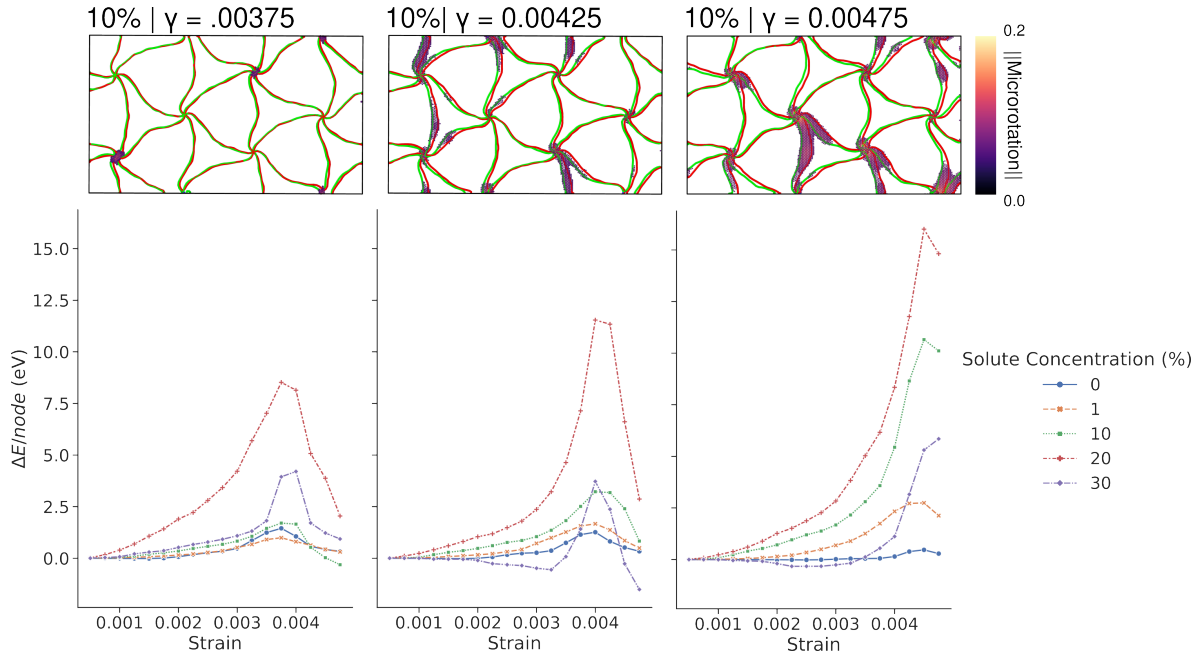 10% | γ = .00375
10%| γ = 0.00425
10% | γ = 0.00475
0.2
||Microrotation||
0.0
15.0
12.5
10.0
7.5
5.0
2.5
0.0
ΔE/node (eV)
0.001 0.002 0.003 0.004
Strain
0.001 0.002 0.003 0.004
Strain
0.001 0.002 0.003 0.004
Strain
Solute Concentration (%)
0
1
10
20
30